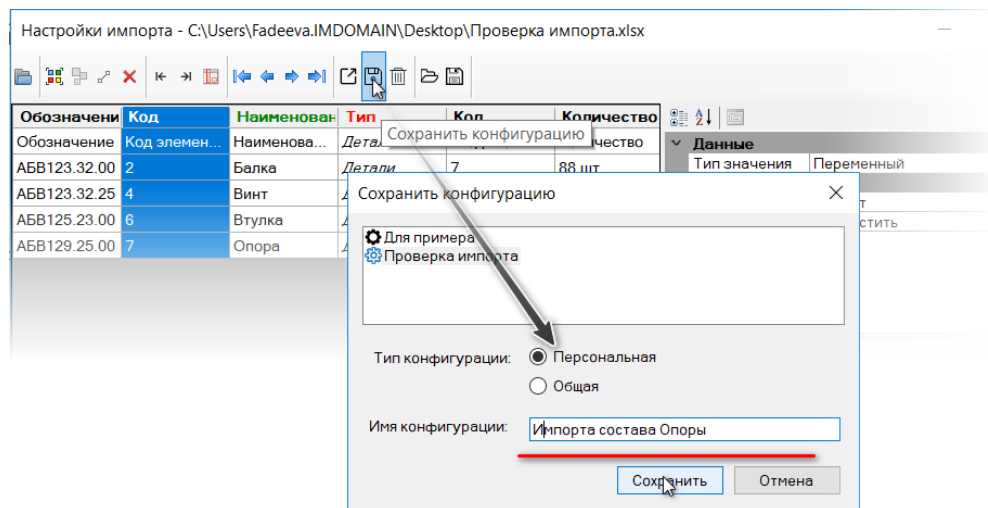 Настройки импорта - C:\Users\Fadeeva.IMDOMAIN\Desktop\Проверка импорта.xlsx
Обозначени Код Наименован Тип Код Количество
Обозначение Код элемен... Наименова... Детал
Сохранить конфигурацию
чество
АБВ123.32.00 2 Балка Детали 7 88 шт
АБВ123.32.25 4 Винт
АБВ125.23.00 6 Втулка
АБВ129.25.00 7 Опора
Данные
Тип значения Переменный
т
стить
Сохранить конфигурацию
Для примера
Проверка импорта
Тип конфигурации: Персональная
Общая
Имя конфигурации: Импорта состава Опоры
Сохранить Отмена